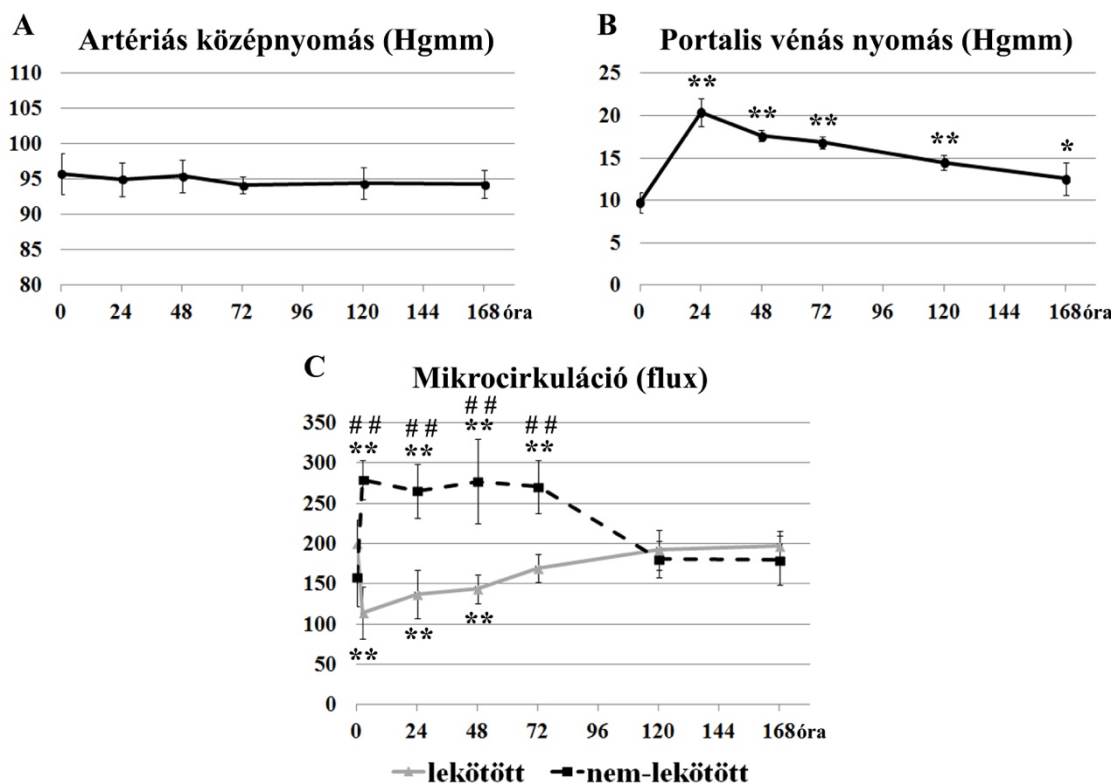 A
Artériás középnyomás (Hgmm)
110
105
100
95
90
85
80
0 24 48 72 96 120 144 168 óra
B
Portalis vénás nyomás (Hgmm)
25
20
15
10
5
0
** ** ** ** *
0 24 48 72 96 120 144 168 óra
C
Mikrocirkuláció (flux)
350
300
250
200
150
100
50
0
## ## ## ##
** ** ** **
** ** **
0 24 48 72 96 120 144 168 óra
lekötött nem-lekötött